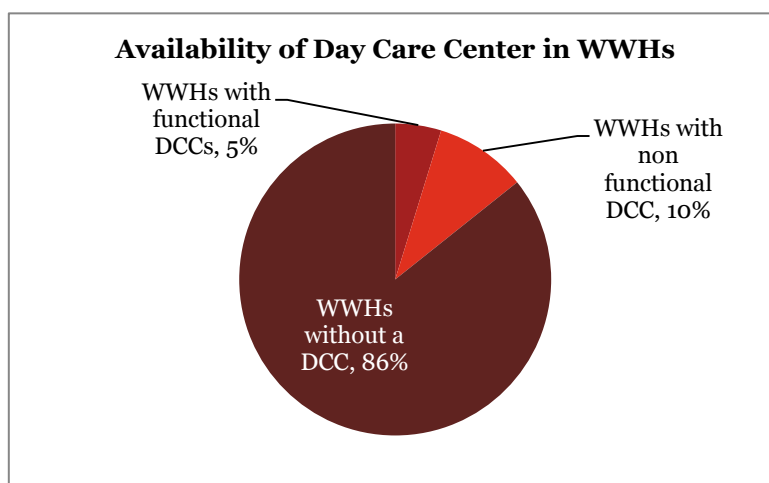 Availability of Day Care Center in WWHs
WWHs with
functional
DCCs, 5%
WWHs with
non
functional
DCC, 10%
WWHs
without a
DCC, 86%